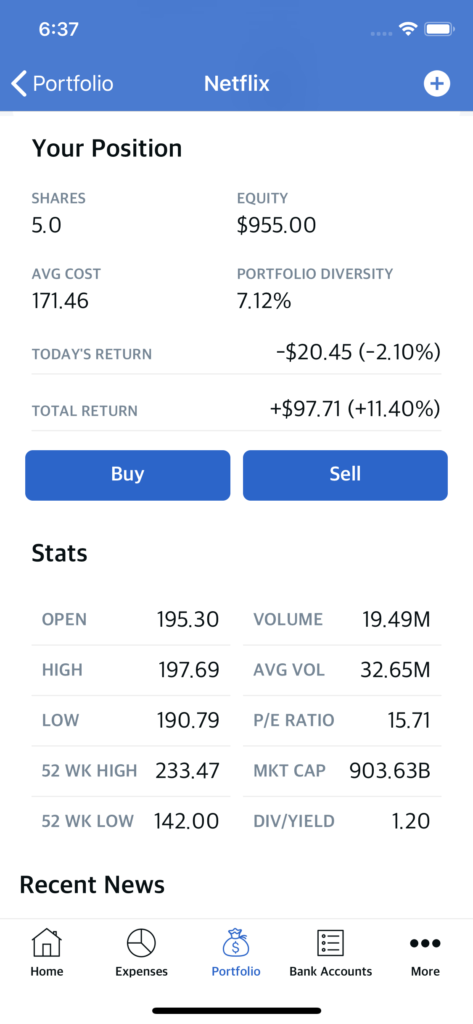 6:37
Portfolio Netflix
Your Position
SHARES EQUITY
5.0 $955.00
AVG COST PORTFOLIO DIVERSITY
171.46 7.12%
TODAY'S RETURN -$20.45 (-2.10%)
TOTAL RETURN +$97.71 (+11.40%)
Buy Sell
Stats
OPEN 195.30 VOLUME 19.49M
HIGH 197.69 AVG VOL 32.65M
LOW 190.79 P/E RATIO 15.71
52 WK HIGH 233.47 MKT CAP 903.63B
52 WK LOW 142.00 DIV/YIELD 1.20
Recent News
Home Expenses Portfolio Bank Accounts More